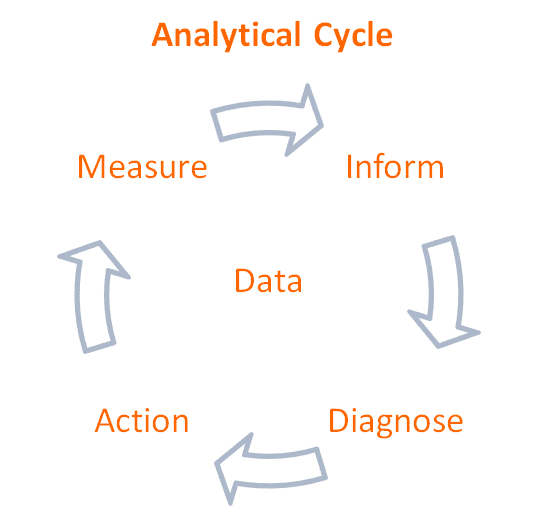 Analytical Cycle
Measure
Inform
Data
Action
Diagnose